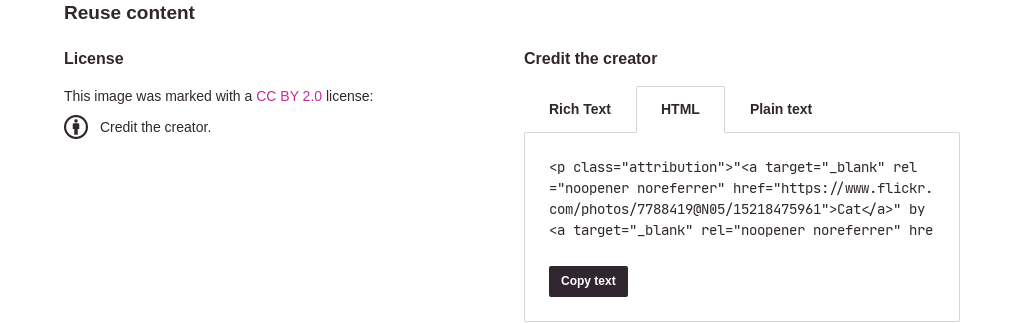 Reuse content
License
This image was marked with a CC BY 2.0 license:
Credit the creator.
Credit the creator
Rich Text
HTML
Plain text
<p class="attribution">"<a target="_blank" rel
="noopener noreferrer" href="https://www.flickr.
com/photos/7788419@N05/15218475961">Cat</a>" by
<a target="_blank" rel="noopener noreferrer" hre
Copy text